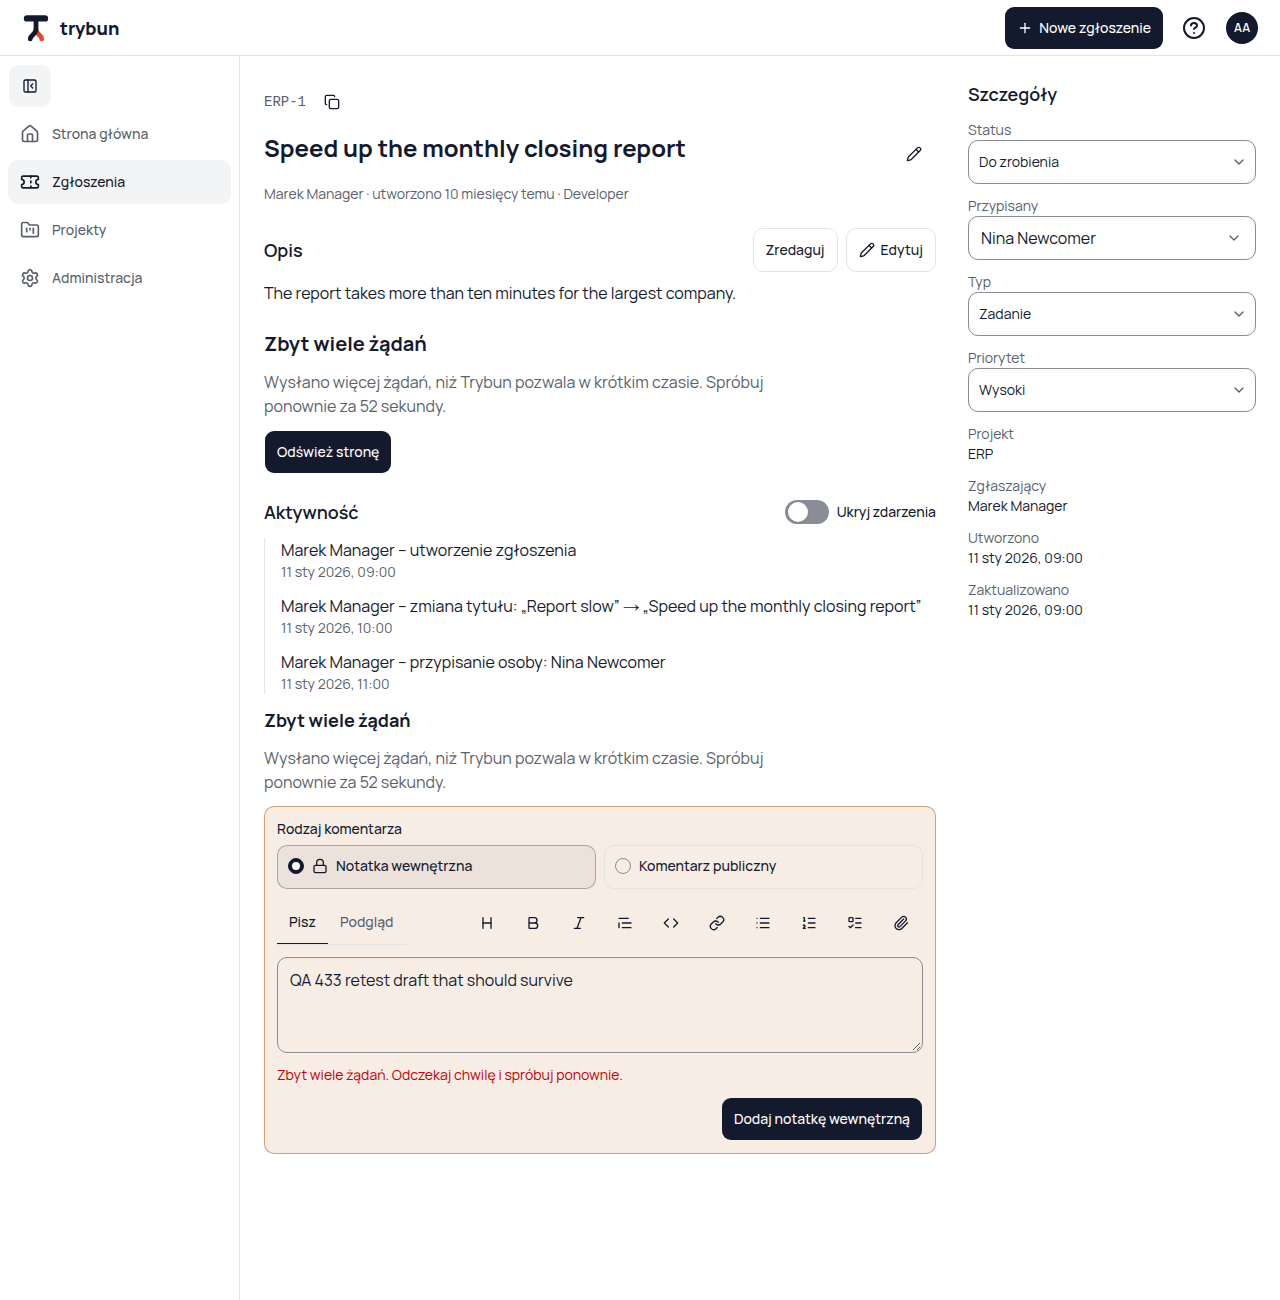 trybun
Nowe zgłoszenie
AA
Strona główna
Zgłoszenia
Projekty
Administracja
ERP-1
Speed up the monthly closing report
Marek Manager · utworzono 10 miesięcy temu · Developer
Opis
Zredaguj
Edytuj
The report takes more than ten minutes for the largest company.
Zbyt wiele żądań
Wysłano więcej żądań, niż Trybun pozwala w krótkim czasie. Spróbuj
ponownie za 52 sekundy.
Odśwież stronę
Aktywność
Ukryj zdarzenia
Marek Manager – utworzenie zgłoszenia
11 sty 2026, 09:00
Marek Manager – zmiana tytułu: „Report slow” → „Speed up the monthly closing report”
11 sty 2026, 10:00
Marek Manager – przypisanie osoby: Nina Newcomer
11 sty 2026, 11:00
Zbyt wiele żądań
Wysłano więcej żądań, niż Trybun pozwala w krótkim czasie. Spróbuj
ponownie za 52 sekundy.
Rodzaj komentarza
Notatka wewnętrzna
Komentarz publiczny
Pisz
Podgląd
QA 433 retest draft that should survive
Zbyt wiele żądań. Odczekaj chwilę i spróbuj ponownie.
Dodaj notatkę wewnętrzną
Szczegóły
Status
Do zrobienia
Przypisany
Nina Newcomer
Typ
Zadanie
Priorytet
Wysoki
Projekt
ERP
Zgłaszający
Marek Manager
Utworzono
11 sty 2026, 09:00
Zaktualizowano
11 sty 2026, 09:00